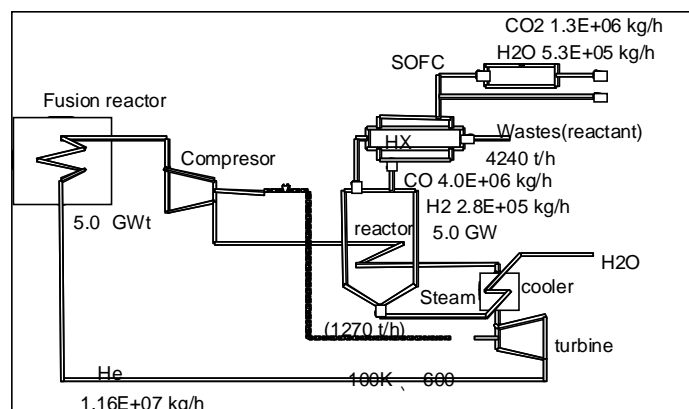 CO2 1.3E+06 kg/h
H2O 5.3E+05 kg/h
SOFC
Fusion reactor
Wastes(reactant)
HX
4240 t/h
Compresor
CO 4.0E+06 kg/h
H2 2.8E+05 kg/h
5.0 GWt
reactor
5.0 GW
H2O
Steam
cooler
(1270 t/h)
turbine
He
100K 、 600
1.16E+07 kg/h